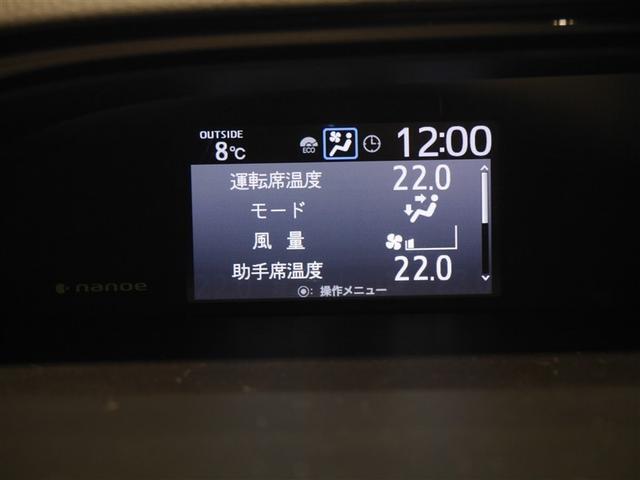 OUTSIDE
8℃
ECO
12:00
運転席温度 22.0
モード
風量
助手席温度 22.0
◉: 操作メニュー
nanoe